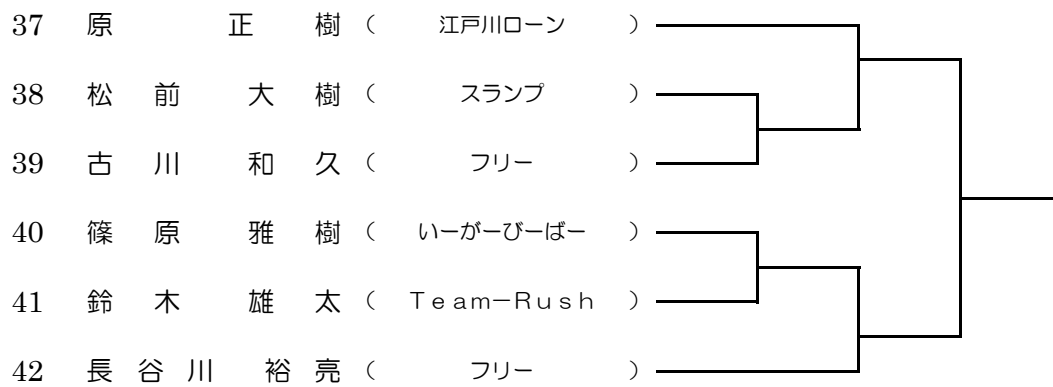 37 原 正 樹 ( 江戸川ローン )
38 松 前 大 樹 ( スランプ )
39 古 川 和 久 ( フリー )
40 篠 原 雅 樹 ( いーがーびーばー )
41 鈴 木 雄 太 ( Team−Rush )
42 長 谷 川 裕 亮 ( フリー )